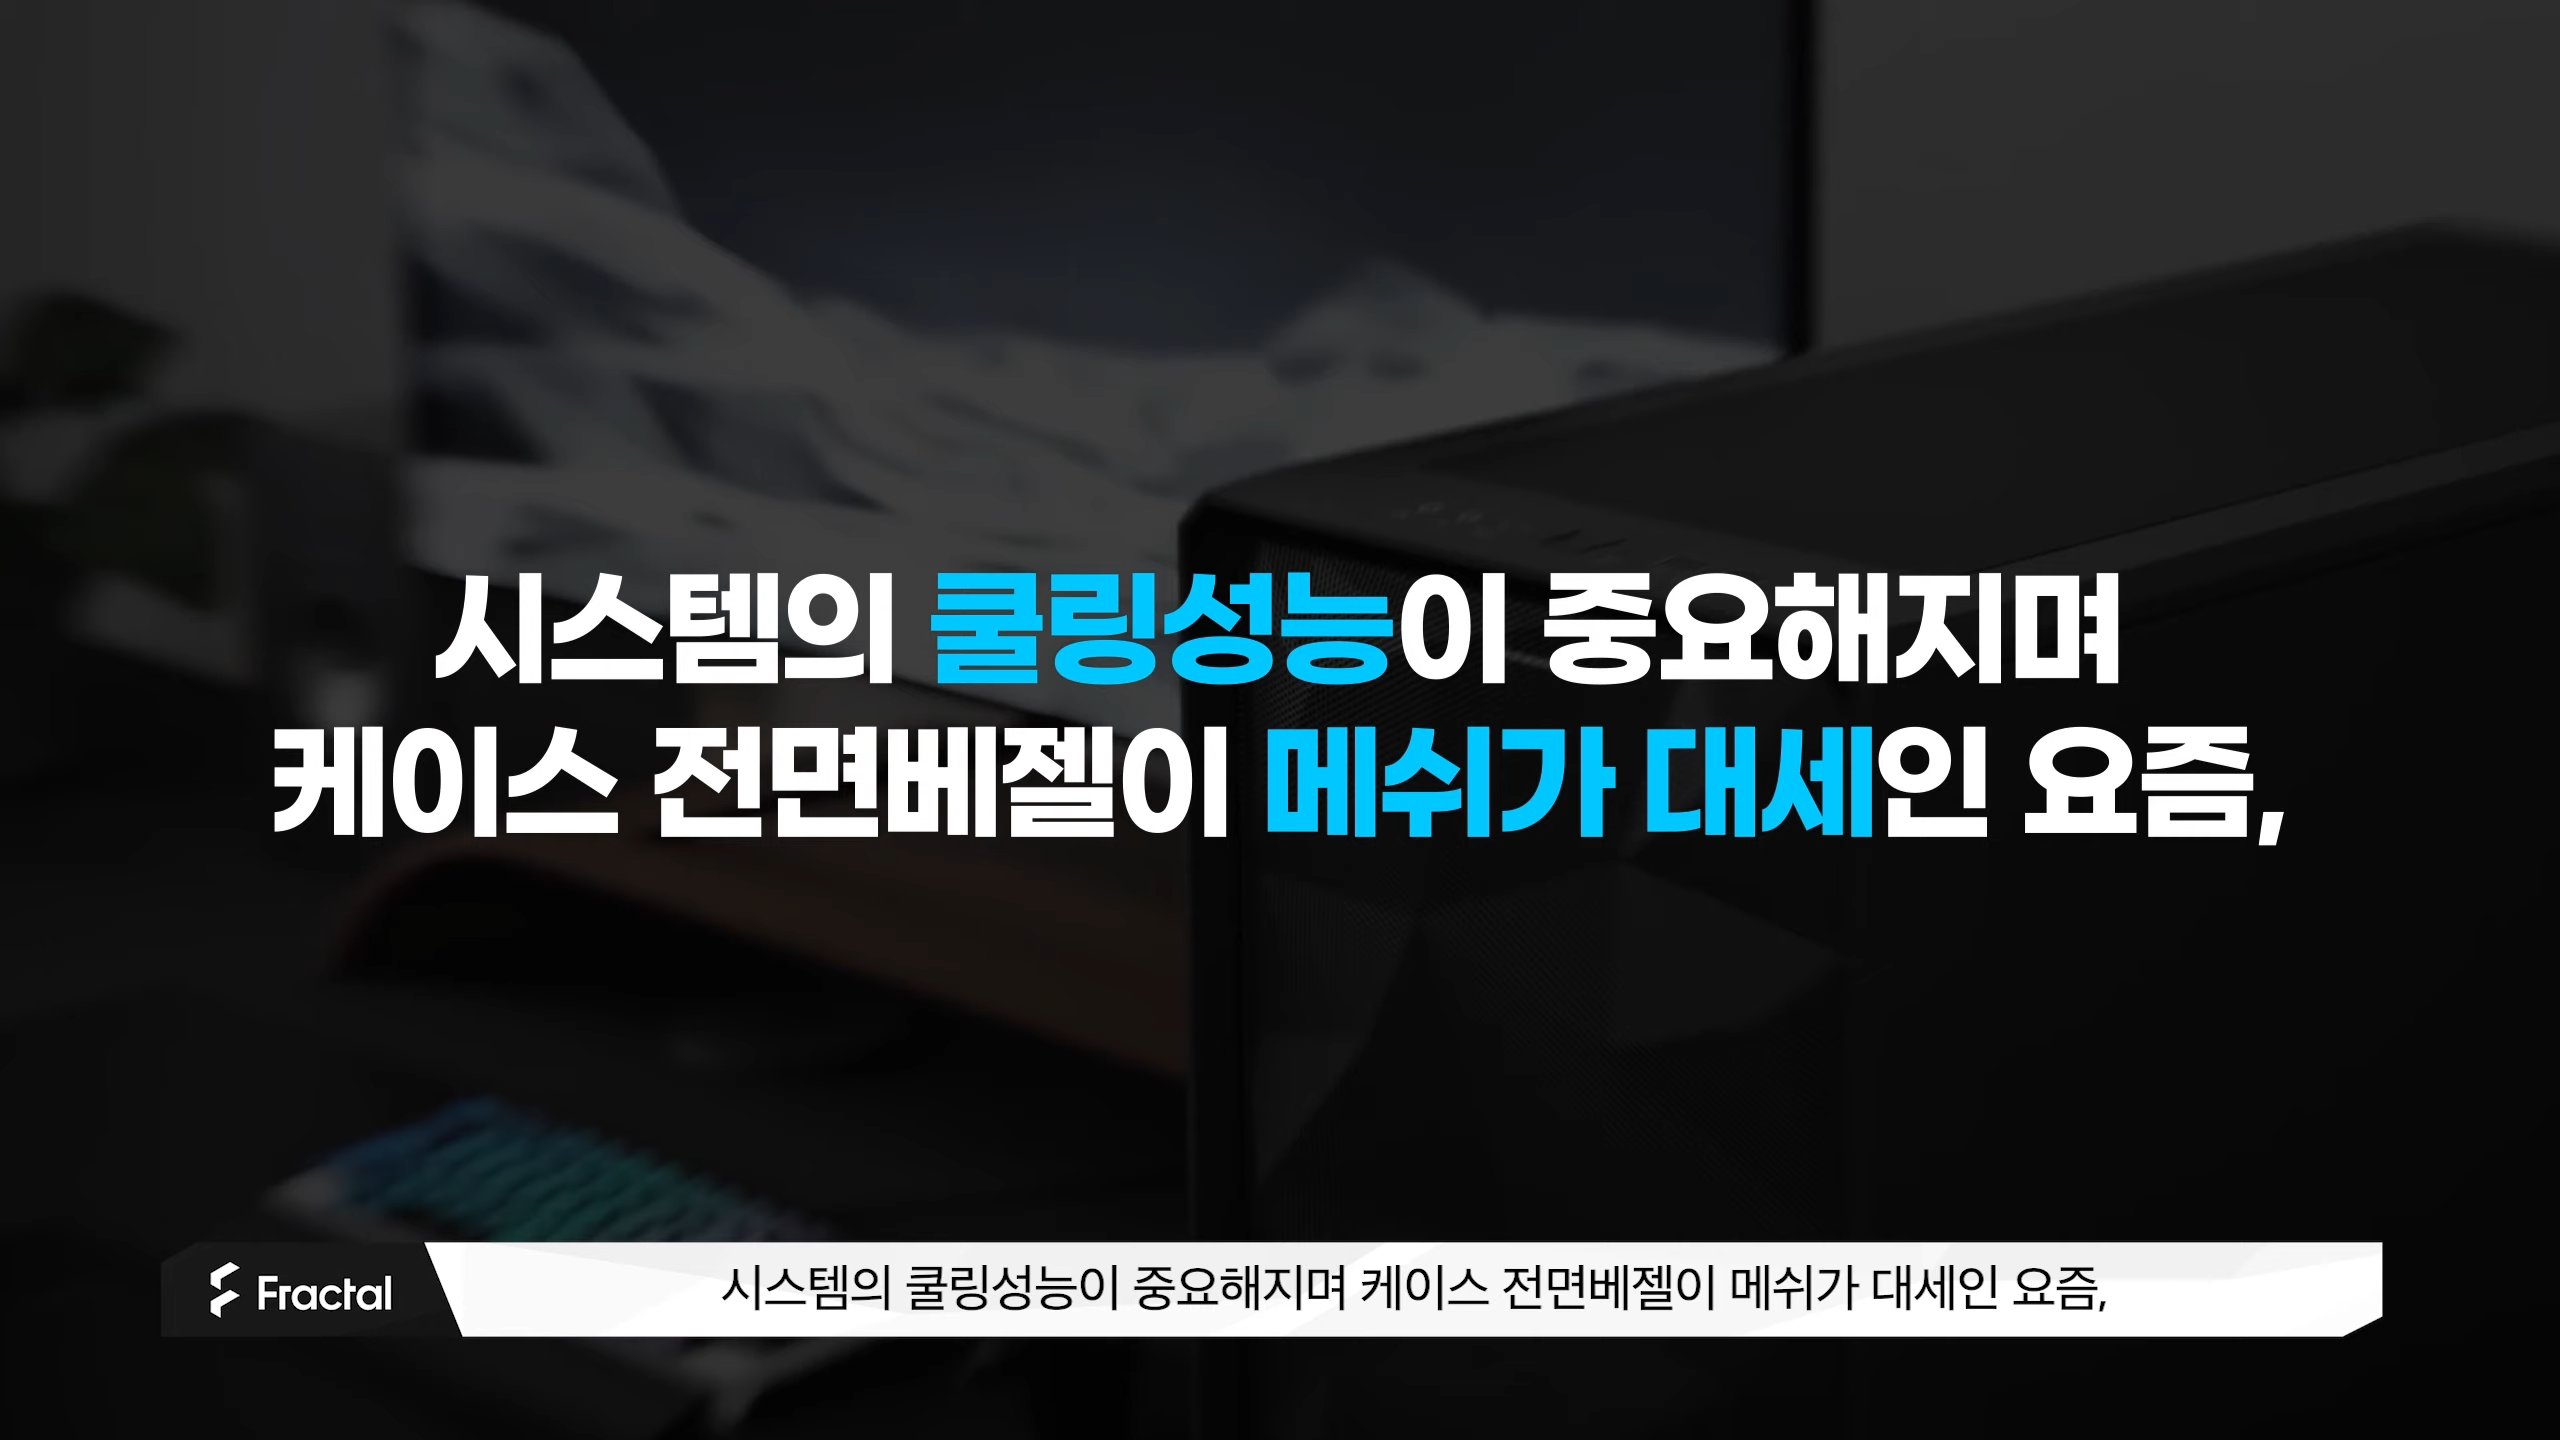 시스템의 쿨링성능이 중요해지며
케이스 전면베젤이 메쉬가 대세인 요즘,
Fractal
시스템의 쿨링성능이 중요해지며 케이스 전면베젤이 메쉬가 대세인 요즘,